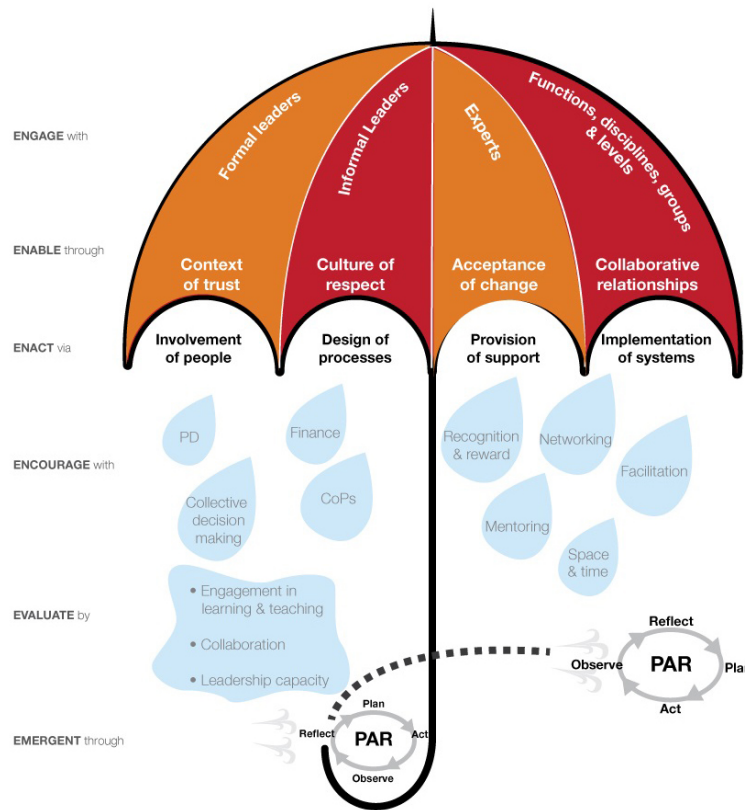 ENGAGE with
Formal leaders
Informal Leaders
Experts
Functions, disciplines, groups
& levels
ENABLE through
Context
of trust
Culture of
respect
Acceptance
of change
Collaborative
relationships
ENACT via
Involvement
of people
Design of
processes
Provision
of support
Implementation
of systems
ENCOURAGE with
PD
Finance
Recognition
& reward
Networking
Facilitation
Collective
decision
making
CoPs
Mentoring
Space
& time
EVALUATE by
• Engagement in
learning & teaching
• Collaboration
• Leadership capacity
Reflect
Observe
PAR
Plan
Act
EMERGENT through
Plan
Reflect
PAR
Act
Observe